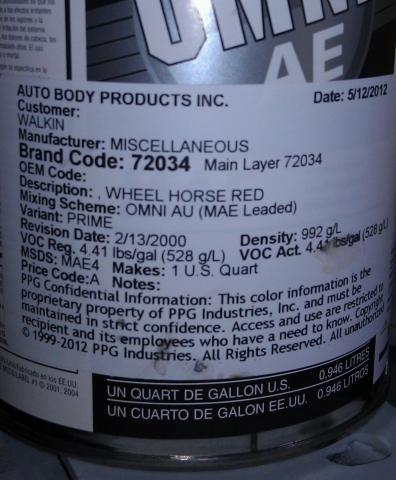 OMNI
AE
AUTO BODY PRODUCTS INC. Date: 5/12/2012
Customer:
WALKIN
Manufacturer: MISCELLANEOUS
Brand Code: 72034 Main Layer 72034
OEM Code:
Description: , WHEEL HORSE RED
Mixing Scheme: OMNI AU (MAE Leaded)
Variant: PRIME
Revision Date: 2/13/2000 Density: 992 g/L
VOC Reg. 4.41 lbs/gal (528 g/L) VOC Act. 4.41 lbs/gal (528 g/L)
MSDS: MAE4 Makes: 1 U.S. Quart
Price Code:A Notes:
PPG Confidential Information: This color information is the
proprietary property of PPG Industries, Inc. and must be
maintained in strict confidence. Access and use are restricted to
recipient and its employees who have a need to know. Copyright
© 1999-2012 PPG Industries. All Rights Reserved. All unauthorized
UN QUART DE GALLON U.S. 0.946 LITRES
UN CUARTO DE GALON EE.UU. 0.946 LITROS